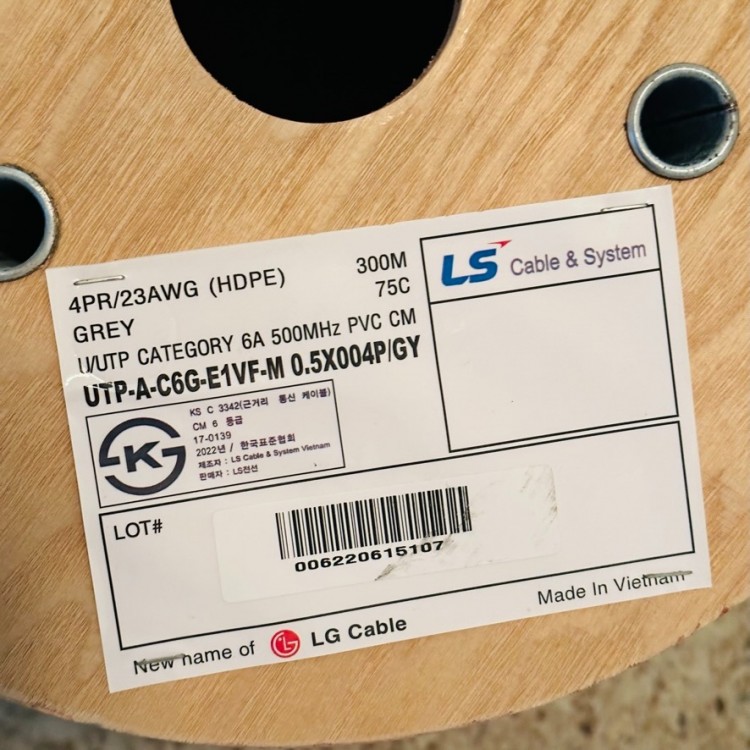 4PR/23AWG (HDPE) 300M
GREY 75C
U/UTP CATEGORY 6A 500MHz PVC CM
UTP-A-C6G-E1VF-M 0.5X004P/GY
LS Cable & System
K
KS C 3342(근거리 통신 케이블)
CM 6 등급
17-0139
2022년 / 한국표준협회
제조자 : LS Cable & System Vietnam
판매자 : LS전선
LOT#
006220615107
Made In Vietnam
New name of LG LG Cable